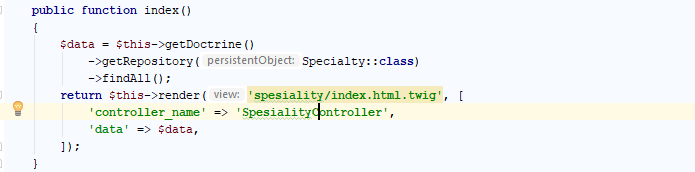 public function index()
{
$data = $this->getDoctrine()
->getRepository( persistentObject: Specialty::class)
->findAll();
return $this->render( view: 'spesiality/index.html.twig', [
'controller_name' => 'SpesialityController',
'data' => $data,
]);
}